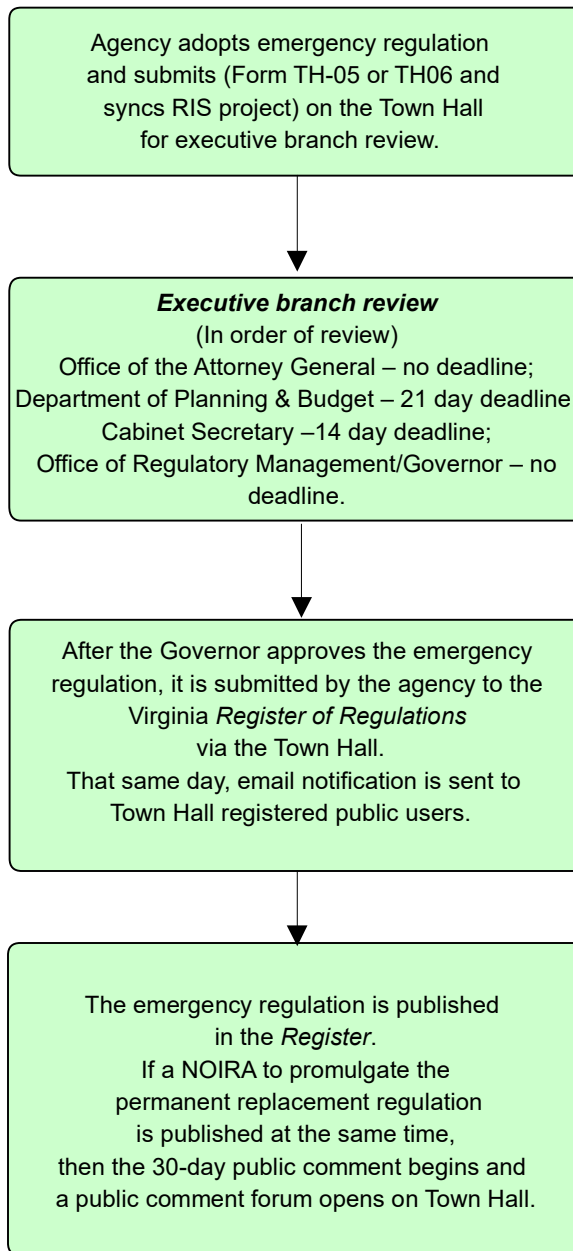 Agency adopts emergency regulation
and submits (Form TH-05 or TH06 and
syncs RIS project) on the Town Hall
for executive branch review.
Executive branch review
(In order of review)
Office of the Attorney General – no deadline;
Department of Planning & Budget – 21 day deadline
Cabinet Secretary –14 day deadline;
Office of Regulatory Management/Governor – no
deadline.
After the Governor approves the emergency
regulation, it is submitted by the agency to the
Virginia Register of Regulations
via the Town Hall.
That same day, email notification is sent to
Town Hall registered public users.
The emergency regulation is published
in the Register.
If a NOIRA to promulgate the
permanent replacement regulation
is published at the same time,
then the 30-day public comment begins and
a public comment forum opens on Town Hall.